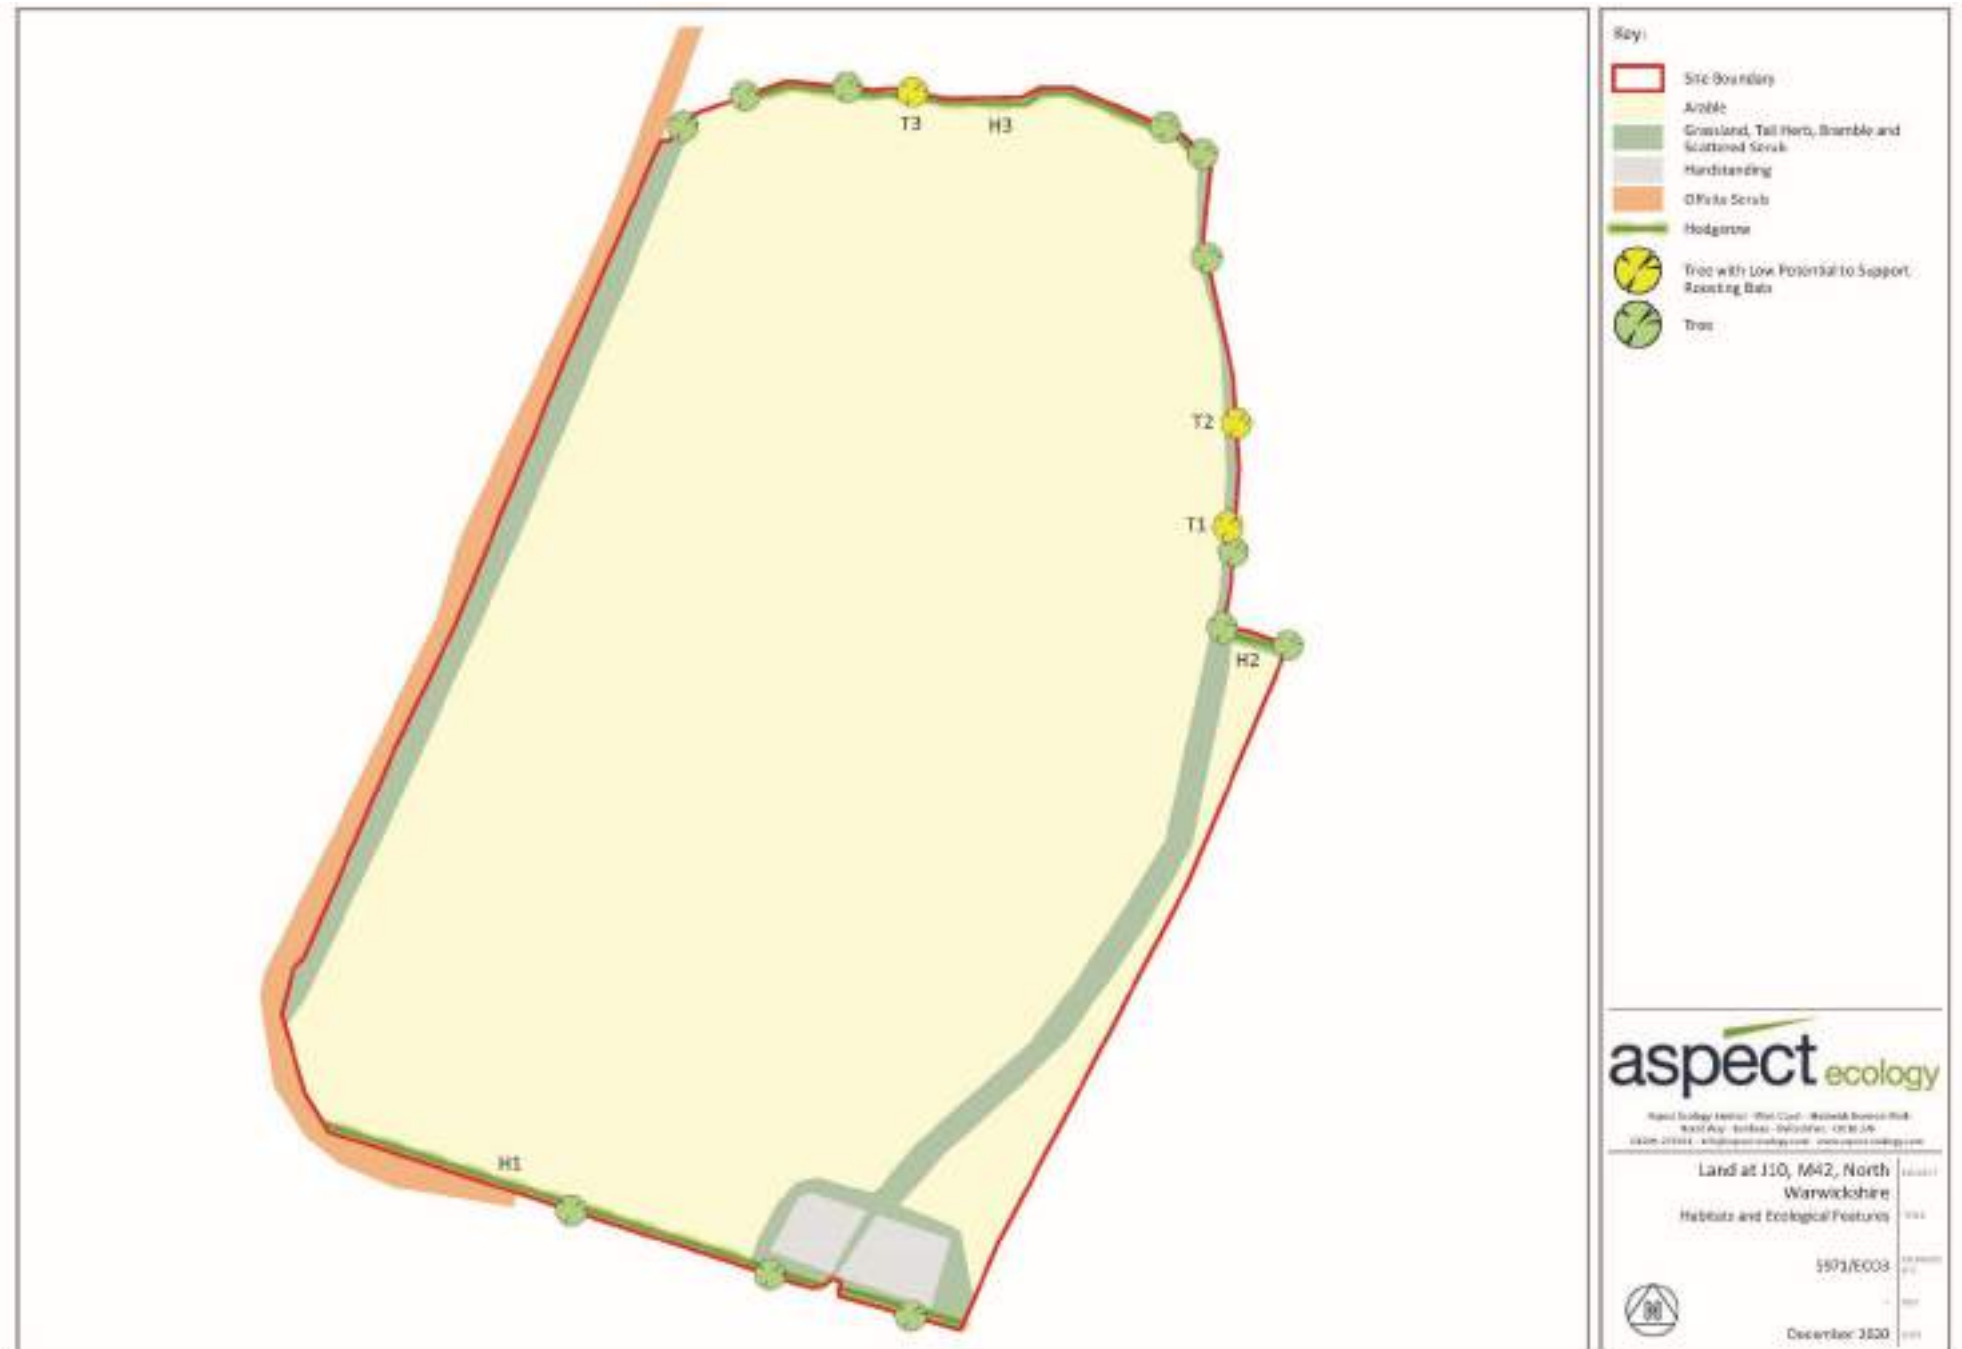 T3
H3
T2
T1
H2
H1
Key:
Site Boundary
Arable
Grassland, Tall Herb, Bramble and
Scattered Scrub
Hardstanding
Offsite Scrub
Hedgerow
Tree with Low Potential to Support
Roosting Bats
Tree
aspect ecology
Land at J10, M42, North
Warwickshire
Habitats and Ecological Features
5971/ECO3
December 2020